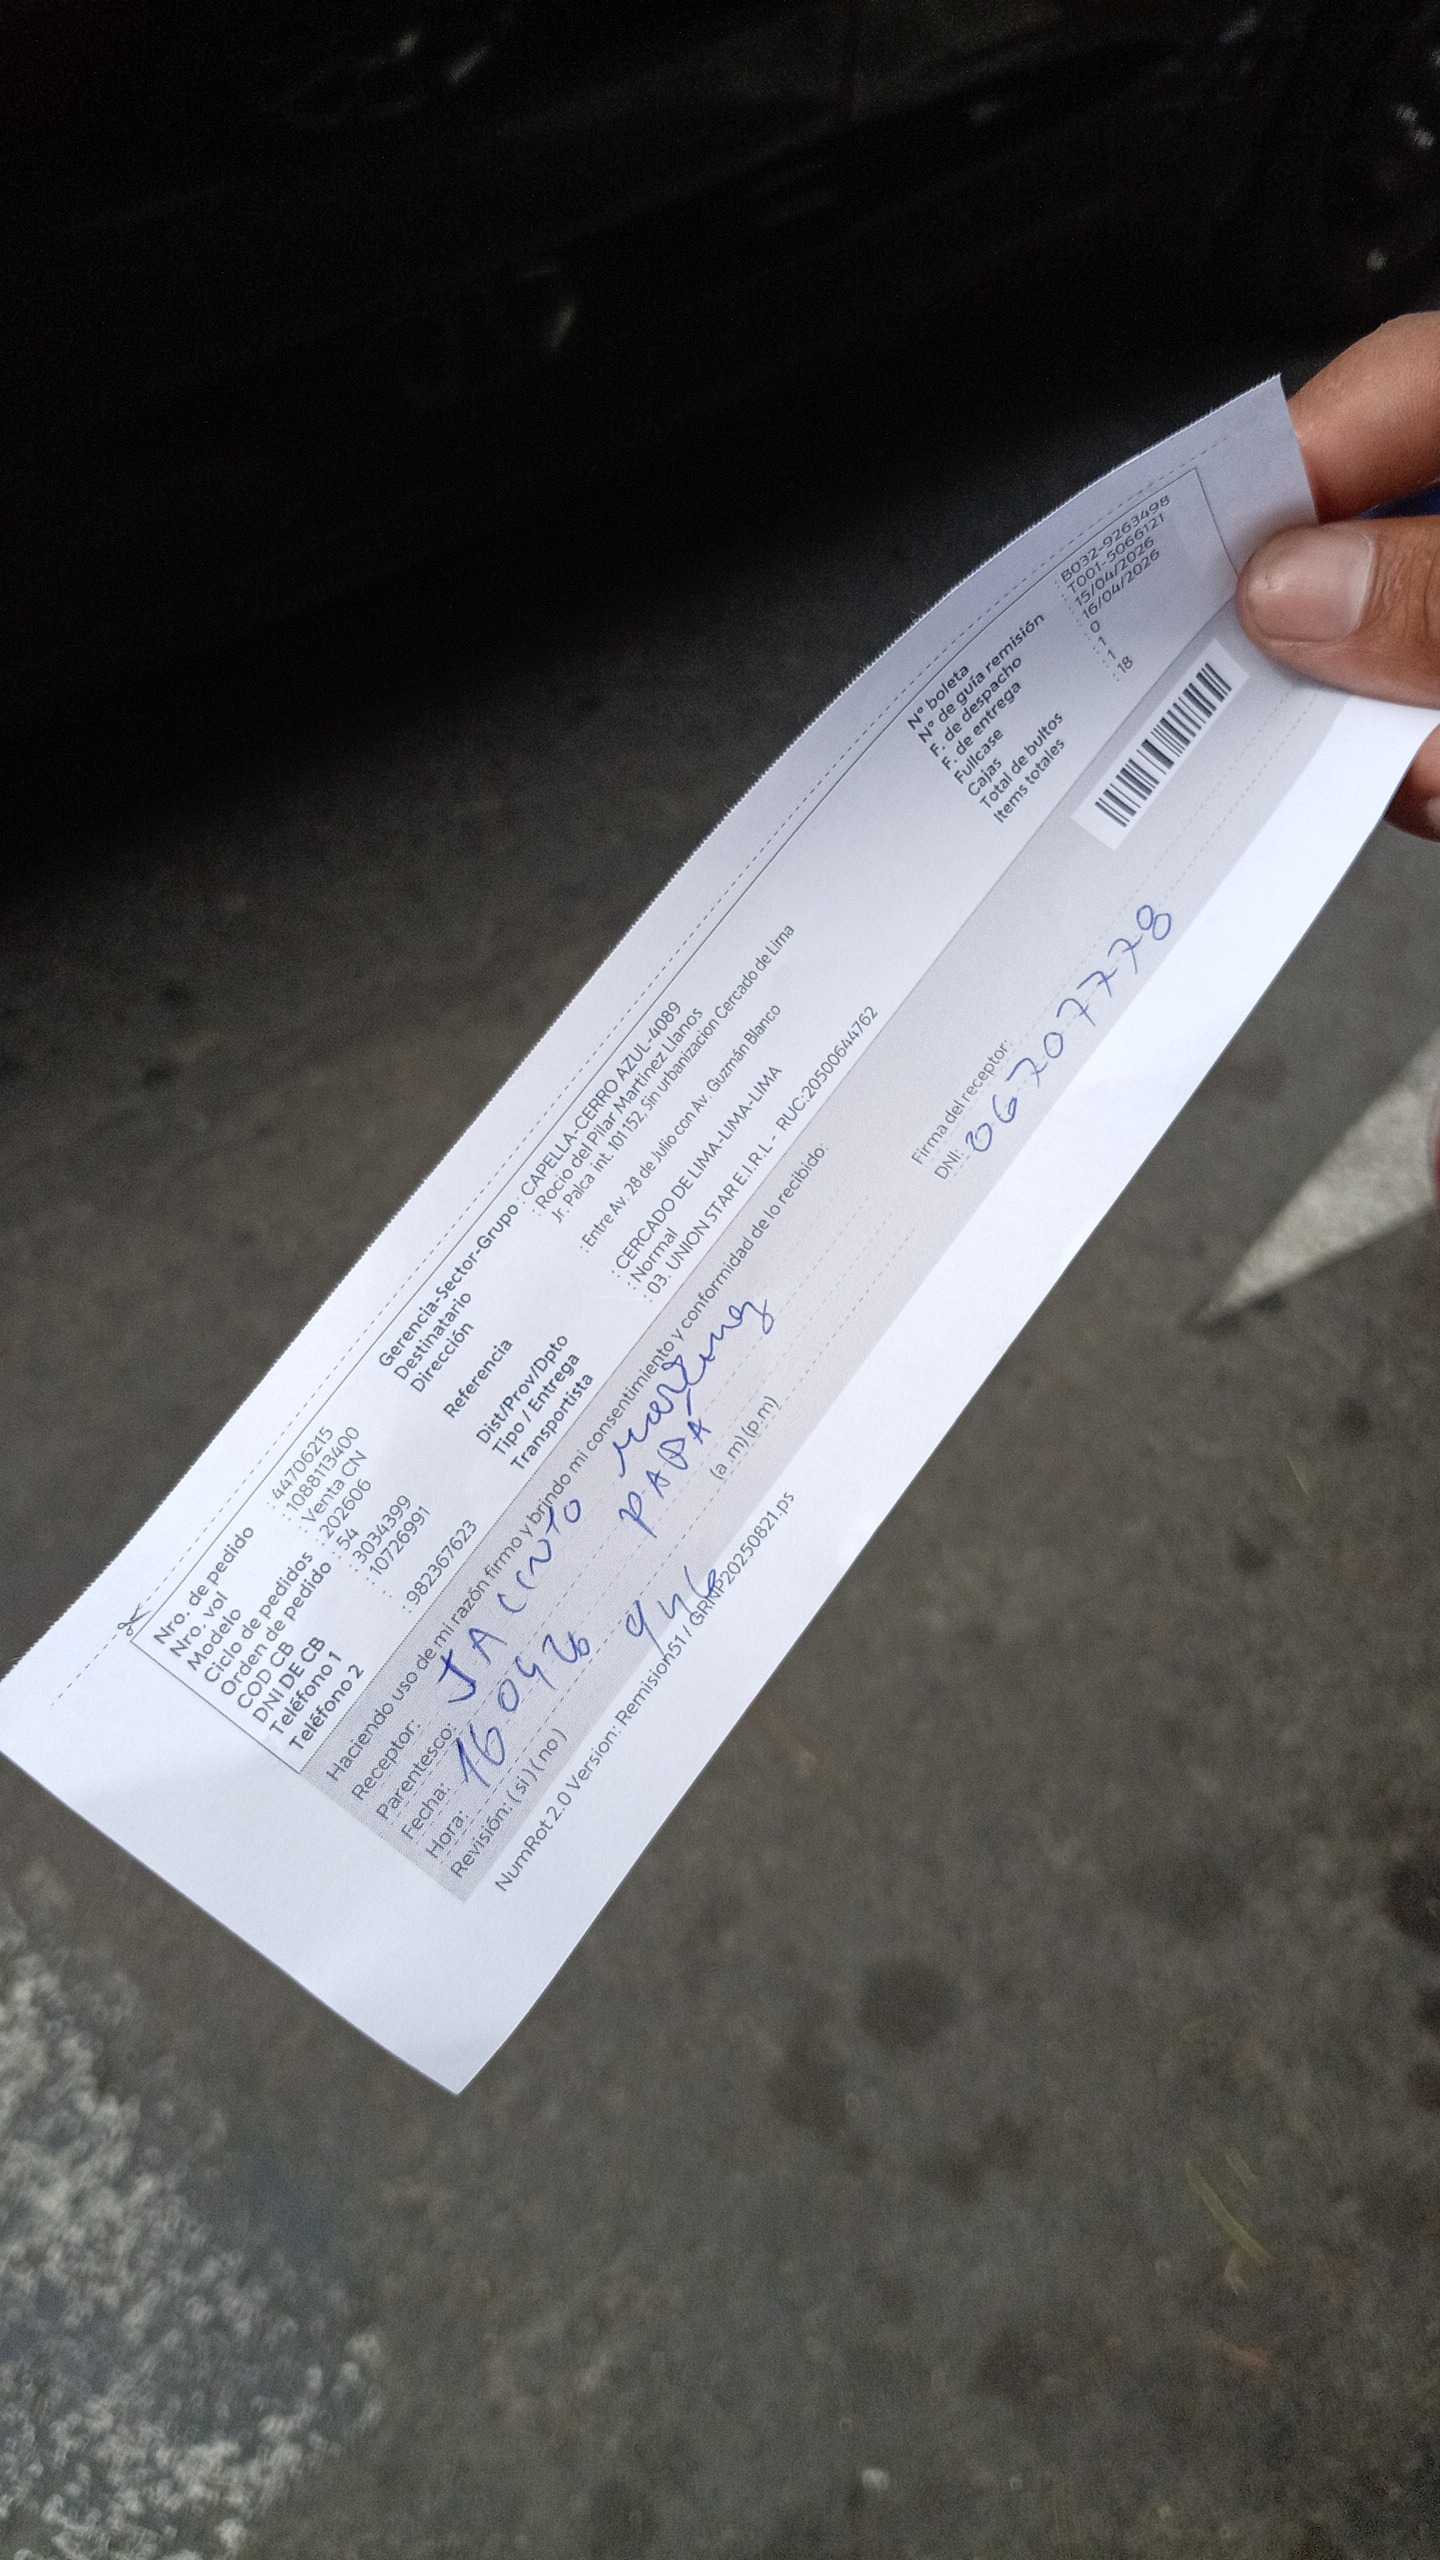 Nro. de pedido : 44706215
Nro. vol : 1088113400
Modelo : Venta CN
Ciclo de pedidos : 202606
Orden de pedido : 54
COD CB : 3034399
DNI DE CB : 10726991
Teléfono 1
Teléfono 2 : 982367623
Gerencia-Sector-Grupo : CAPELLA-CERRO AZUL-4089
Destinatario : Rocio del Pilar Martinez Llanos
Dirección Jr. Palca int. 101 152, Sin urbanizacion Cercado de Lima
Referencia : Entre Av. 28 de Julio con Av. Guzmán Blanco
Dist/Prov/Dpto : CERCADO DE LIMA-LIMA-LIMA
Tipo / Entrega : Normal
Transportista : 03. UNION STAR E.I.R.L - RUC:20500644762
N° boleta : B032-9263498
N° de guía remisión : T001-5066121
F. de despacho : 15/04/2026
F. de entrega : 16/04/2026
Fullcase : 0
Cajas : 1
Total de bultos : 1
Items totales : 18
Haciendo uso de mi razón firmo y brindo mi consentimiento y conformidad de lo recibido:
Receptor: JACINTO Martinez
Parentesco: PAPA
Fecha: 160426
Hora: (a .m) (p.m)
Revisión: ( si ) ( no )
Firma del receptor:
DNI: 06707778
NumRot 2.0 Version: Remision51 / GRNP20250821.ps